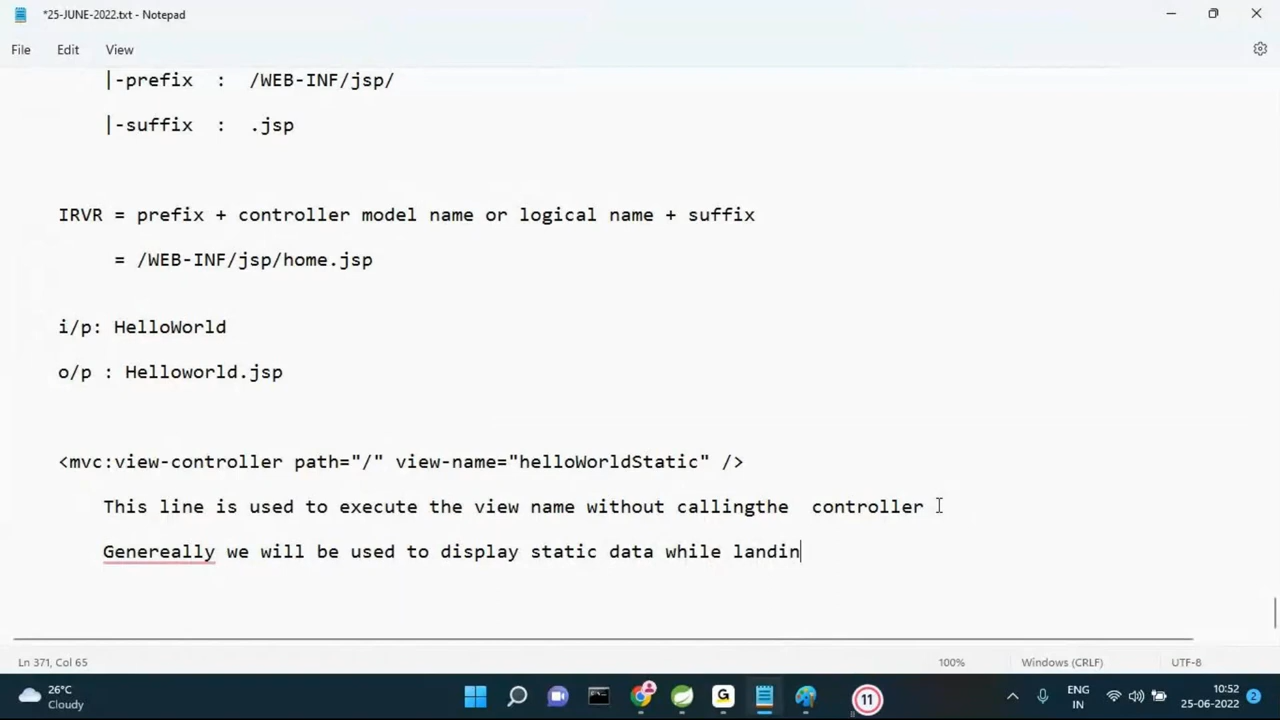 *25-JUNE-2022.txt - Notepad
File Edit View
|-prefix : /WEB-INF/jsp/
|-suffix : .jsp
IRVR = prefix + controller model name or logical name + suffix
= /WEB-INF/jsp/home.jsp
i/p: HelloWorld
o/p : Helloworld.jsp
<mvc:view-controller path="/" view-name="helloWorldStatic" />
This line is used to execute the view name without callingthe  controller
Genereally we will be used to display static data while landin
Ln 371, Col 65 100% Windows (CRLF) UTF-8
26°C
Cloudy
11
ENG
IN
10:52
25-06-2022
2